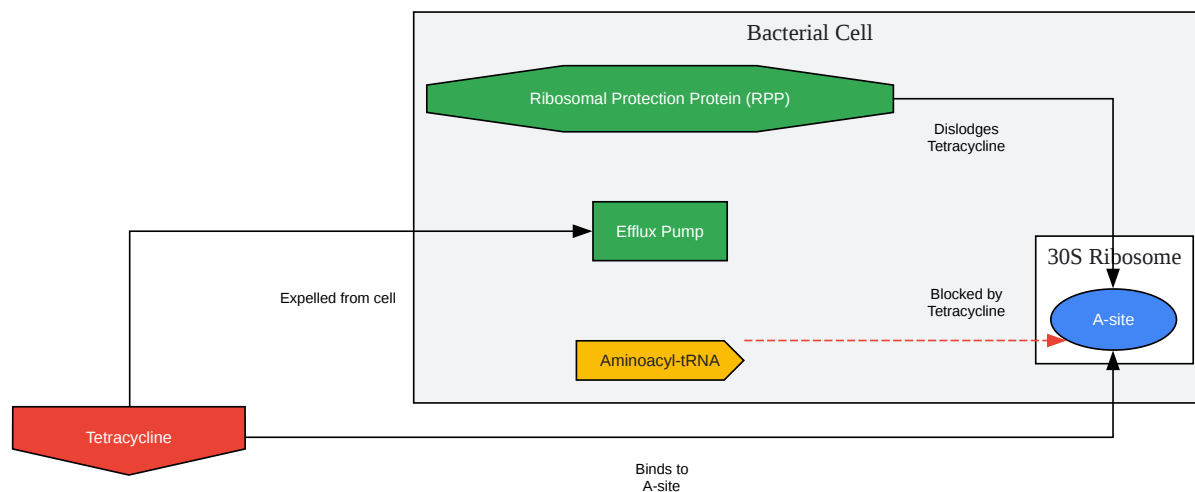 Bacterial Cell
Ribosomal Protection Protein (RPP)
Dislodges
Tetracycline
Efflux Pump
30S Ribosome
Expelled from cell
Blocked by
Tetracycline
A-site
Aminoacyl-tRNA
Tetracycline
Binds to
A-site